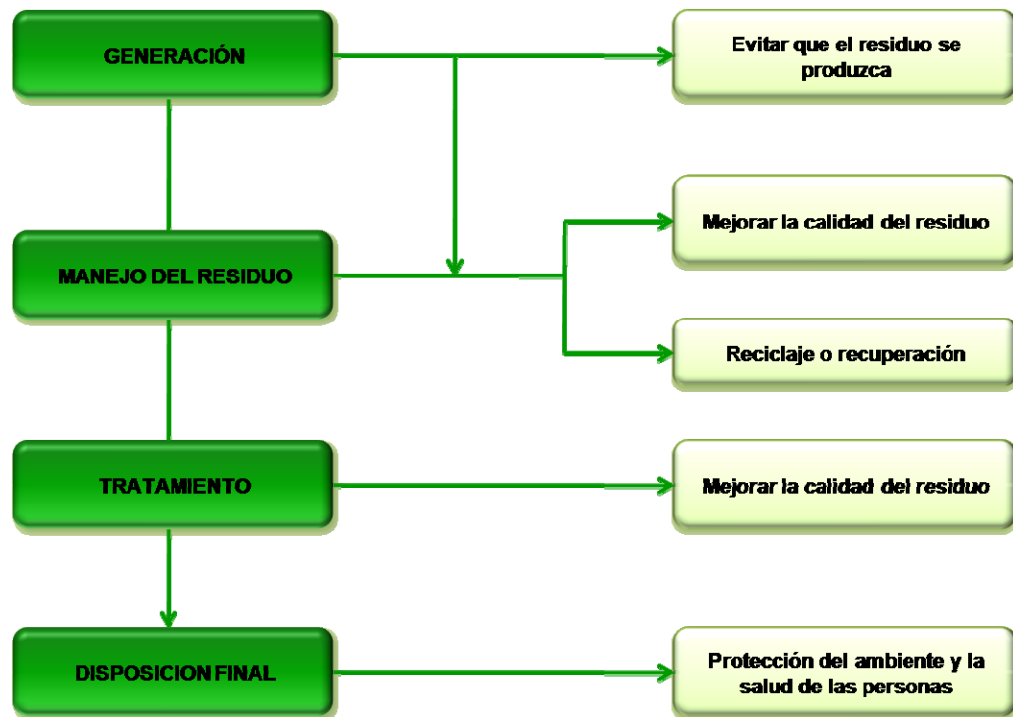 GENERACIÓN
Evitar que el residuo se
produzca
MANEJO DEL RESIDUO
Mejorar la calidad del residuo
Reciclaje o recuperación
TRATAMIENTO
Mejorar la calidad del residuo
DISPOSICION FINAL
Protección del ambiente y la
salud de las personas